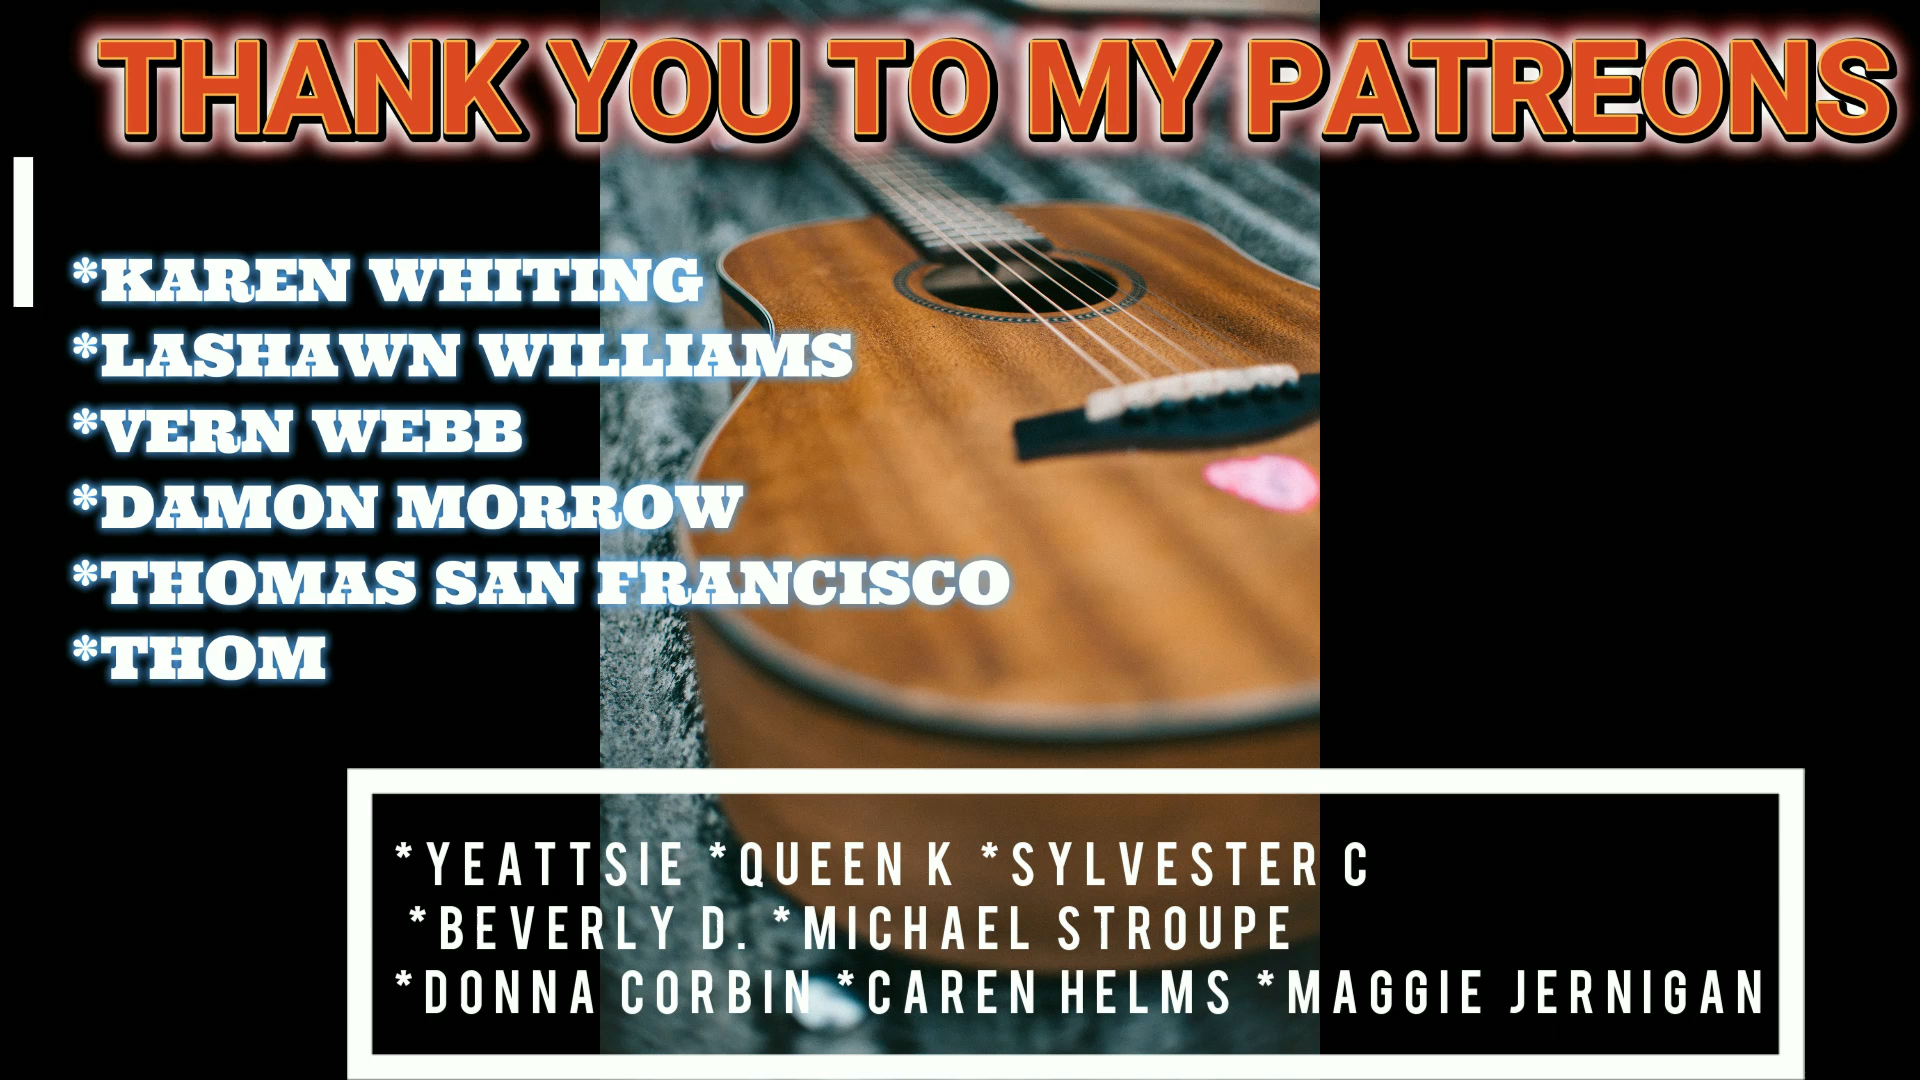 THANK YOU TO MY PATREONS
*KAREN WHITING
*LASHAWN WILLIAMS
*VERN WEBB
*DAMON MORROW
*THOMAS SAN FRANCISCO
*THOM
*YEATTSIE *QUEEN K *SYLVESTER C
*BEVERLY D. *MICHAEL STROUPE
*DONNA CORBIN *CAREN HELMS *MAGGIE JERNIGAN